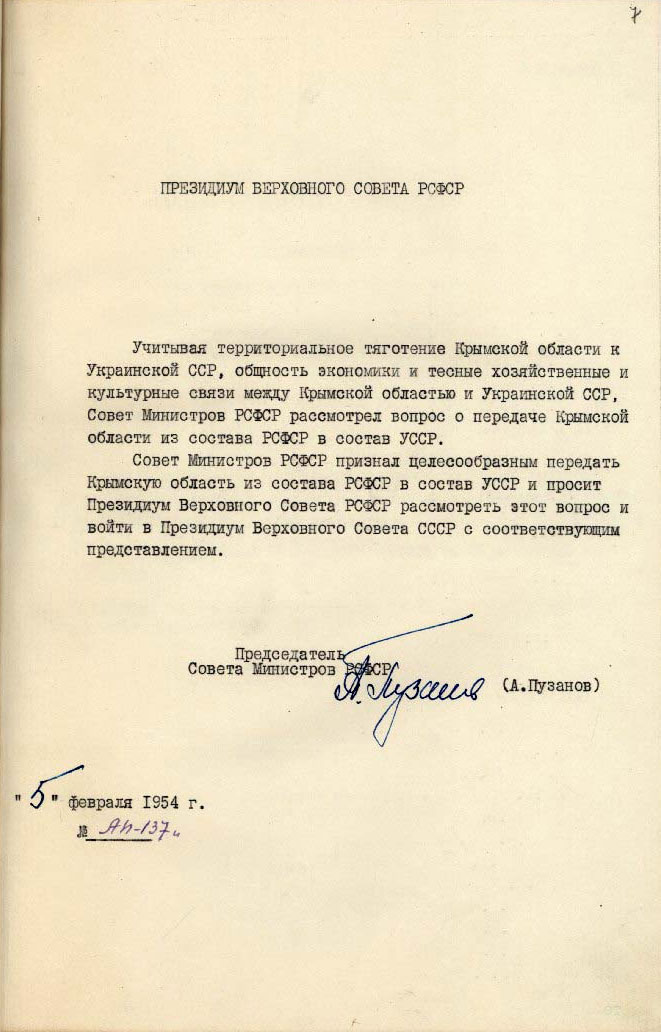 7
ПРЕЗИДИУМ ВЕРХОВНОГО СОВЕТА РСФСР
Учитывая территориальное тяготение Крымской области к
Украинской ССР, общность экономики и тесные хозяйственные и
культурные связи между Крымской областью и Украинской ССР,
Совет Министров РСФСР рассмотрел вопрос о передаче Крымской
области из состава РСФСР в состав УССР.
Совет Министров РСФСР признал целесообразным передать
Крымскую область из состава РСФСР в состав УССР и просит
Президиум Верховного Совета РСФСР рассмотреть этот вопрос и
войти в Президиум Верховного Совета СССР с соответствующим
представлением.
Председатель
Совета Министров РСФСР
А. Пузанов (А.Пузанов)
"5" февраля 1954 г.
№ АП-137и